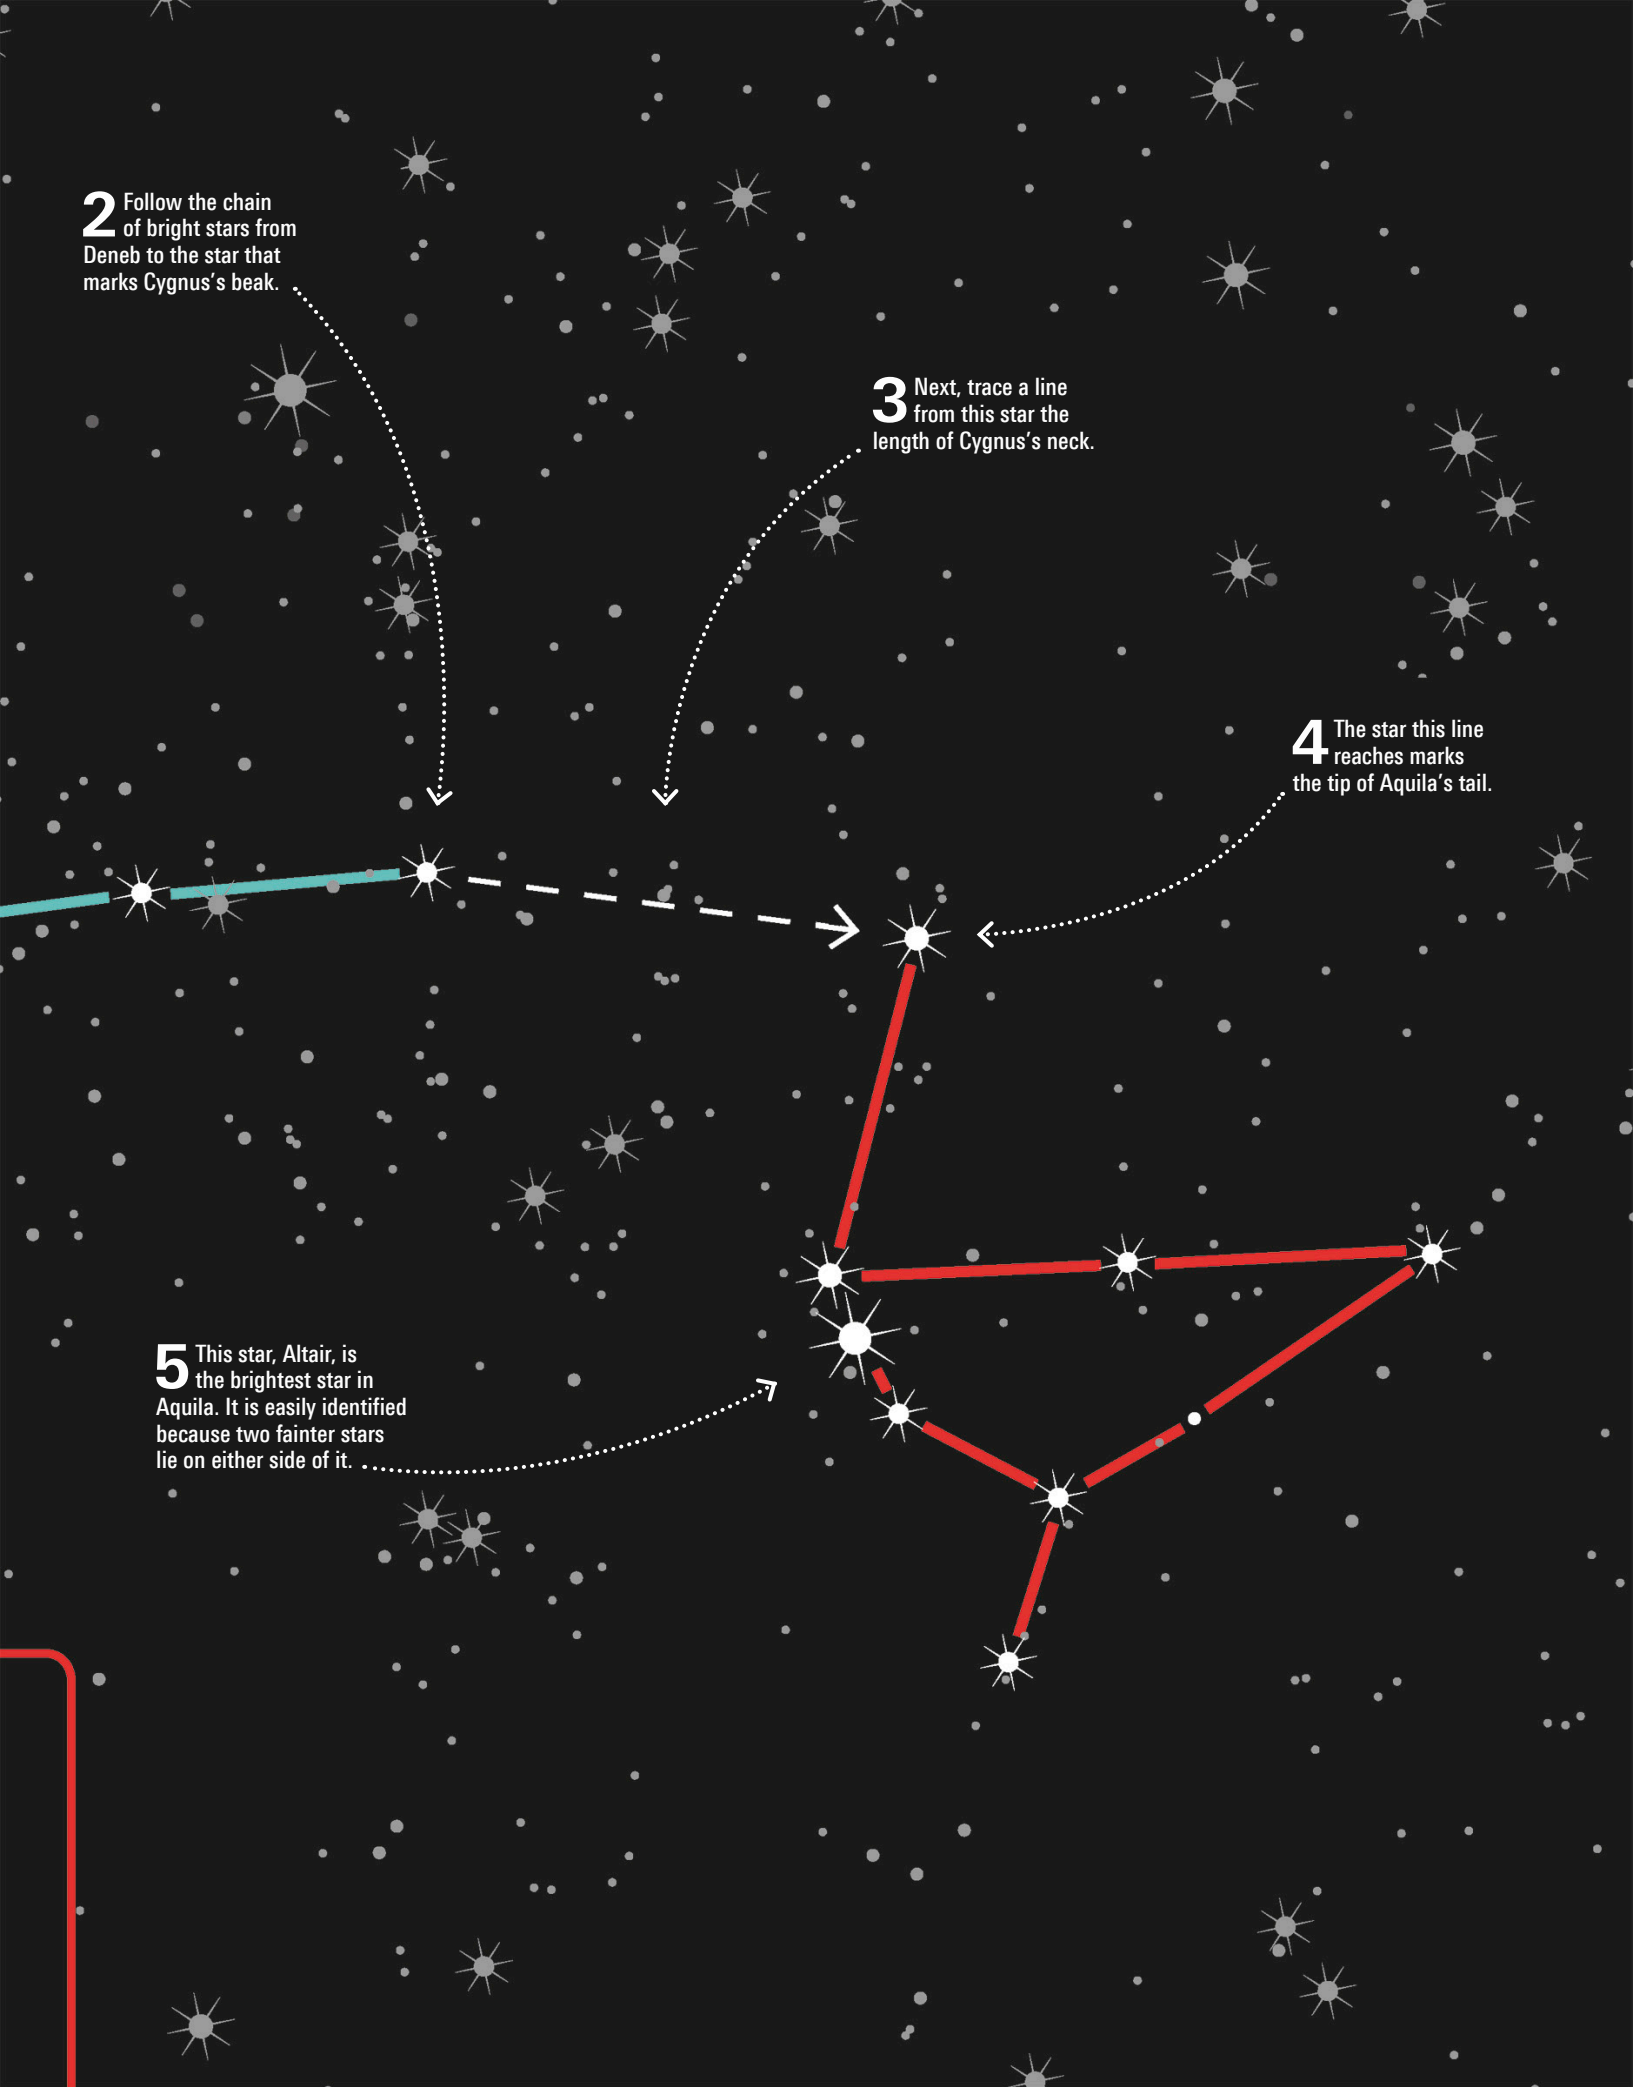 2 Follow the chain
of bright stars from
Deneb to the star that
marks Cygnus's beak.
3 Next, trace a line
from this star the
length of Cygnus's neck.
4 The star this line
reaches marks
the tip of Aquila's tail.
5 This star, Altair, is
the brightest star in
Aquila. It is easily identified
because two fainter stars
lie on either side of it.